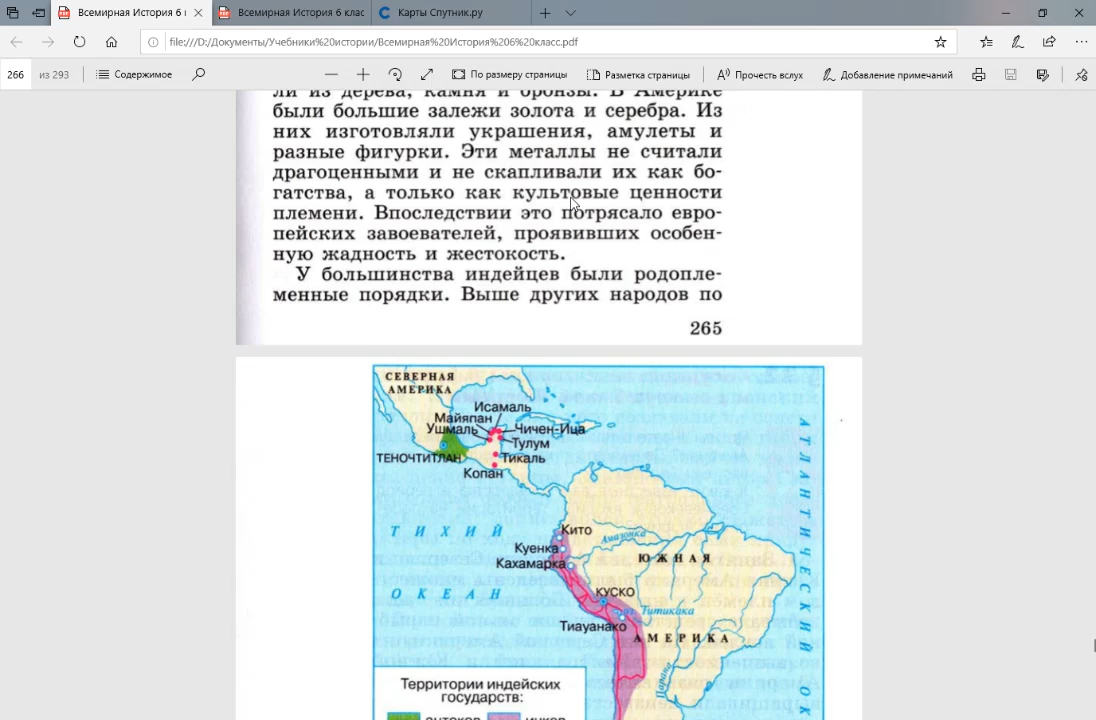 Всемирная История 6 к
Всемирная История 6 клас
Карты Спутник.ру
file:///D:/Документы/Учебники%20истории/Всемирная%20История%206%20класс.pdf
266 из 293
Содержимое
По размеру страницы
Разметка страницы
Прочесть вслух
Добавление примечаний
ли из дерева, камня и бронзы. В Америке
были большие залежи золота и серебра. Из
них изготовляли украшения, амулеты и
разные фигурки. Эти металлы не считали
драгоценными и не скапливали их как бо-
гатства, а только как культовые ценности
племени. Впоследствии это потрясало евро-
пейских завоевателей, проявивших особен-
ную жадность и жестокость.
У большинства индейцев были родопле-
менные порядки. Выше других народов по
265
СЕВЕРНАЯ
АМЕРИКА
Исамаль
Майяпан
Ушмаль
Чичен-Ица
Тулум
ТЕНОЧТИТЛАН
Тикаль
Копан
АТЛАНТИЧЕСКИЙ ОК
ТИХИЙ
ОКЕАН
Кито
Амазонка
Куенка
Кахамарка
ЮЖНАЯ
КУСКО
оз. Титикака
Тиауанако
АМЕРИКА
Парана
Территории индейских
государств:
ацтеков
инков